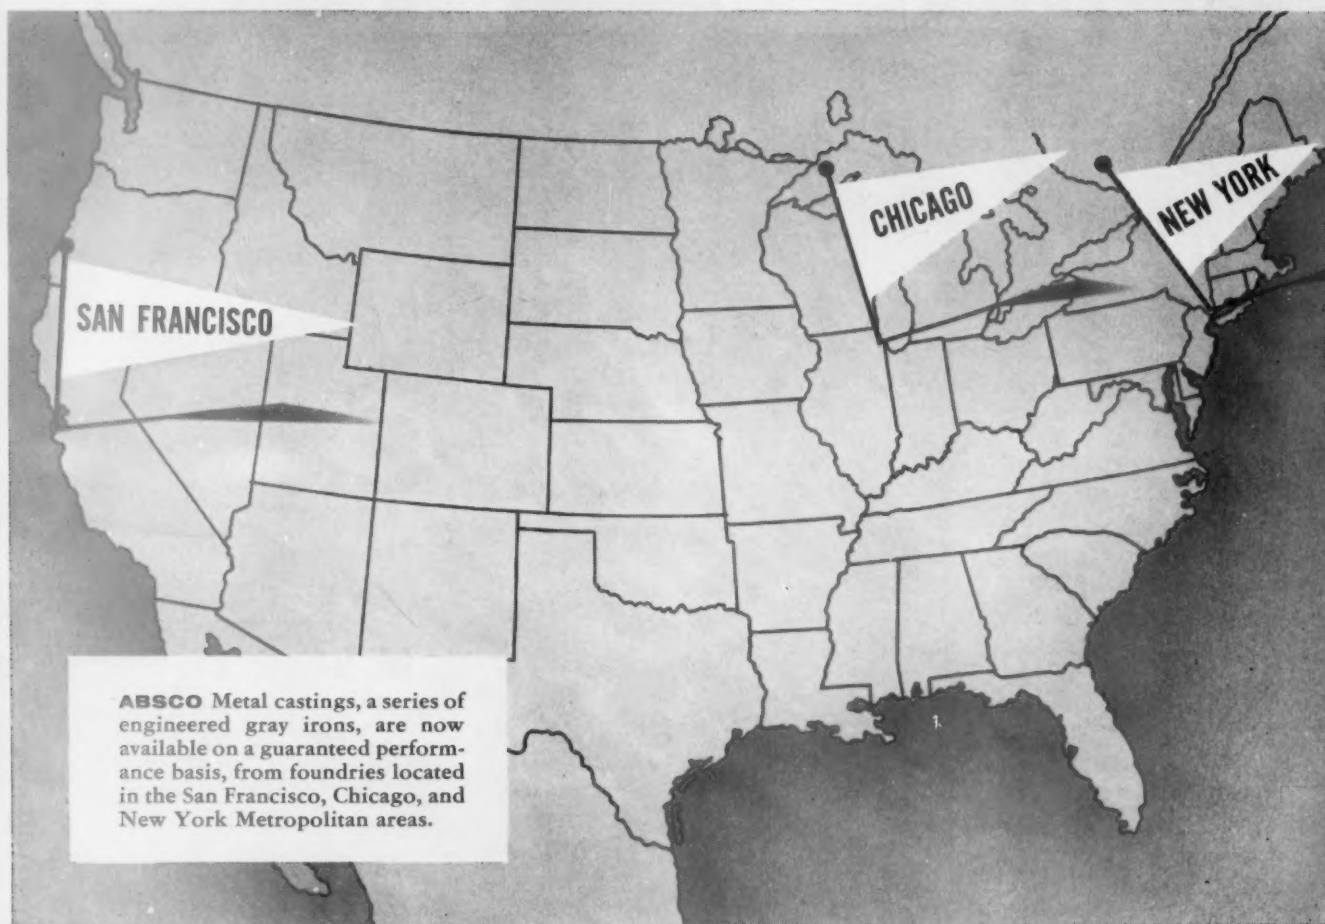 SAN FRANCISCO
CHICAGO
NEW YORK
ABSCO Metal castings, a series of
engineered gray irons, are now
available on a guaranteed perform-
ance basis, from foundries located
in the San Francisco, Chicago, and
New York Metropolitan areas.